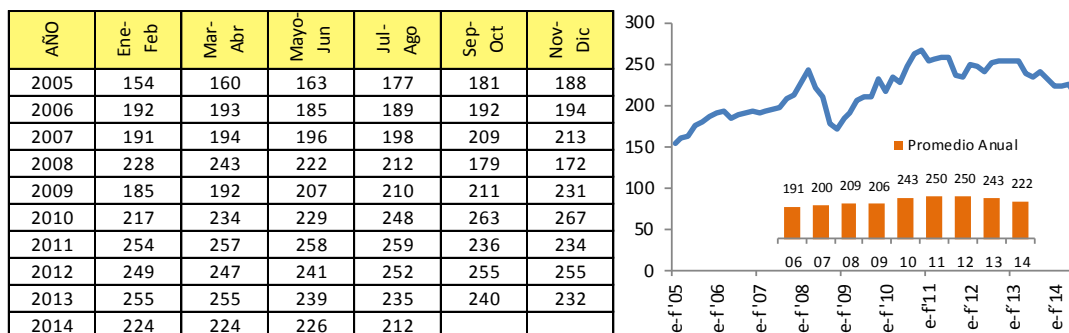 AÑO Ene-Feb Mar-Abr Mayo-Jun Jul-Ago Sep-Oct Nov-Dic
2005 154 160 163 177 181 188
2006 192 193 185 189 192 194
2007 191 194 196 198 209 213
2008 228 243 222 212 179 172
2009 185 192 207 210 211 231
2010 217 234 229 248 263 267
2011 254 257 258 259 236 234
2012 249 247 241 252 255 255
2013 255 255 239 235 240 232
2014 224 224 226 212
300
250
200
150
100
50
0
Promedio Anual
191 200 209 206 243 250 250 243 222
06 07 08 09 10 11 12 13 14
e-f'05 e-f'06 e-f'07 e-f'08 e-f'09 e-f'10 e-f'11 e-f'12 e-f'13 e-f'14